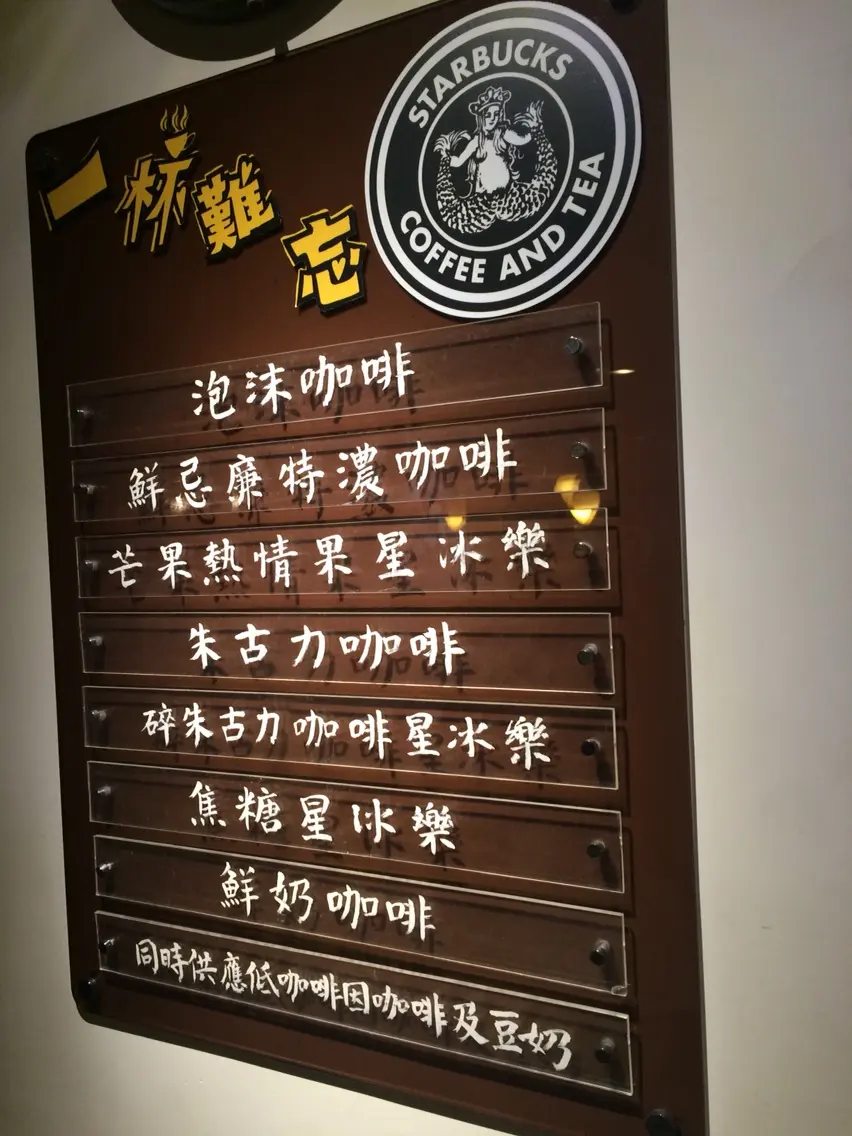 一杯難忘
STARBUCKS
COFFEE AND TEA
泡沫咖啡
鮮忌廉特濃咖啡
芒果熱情果星冰樂
朱古力咖啡
碎朱古力咖啡星冰樂
焦糖星冰樂
鮮奶咖啡
同時供應低咖啡因咖啡及豆奶